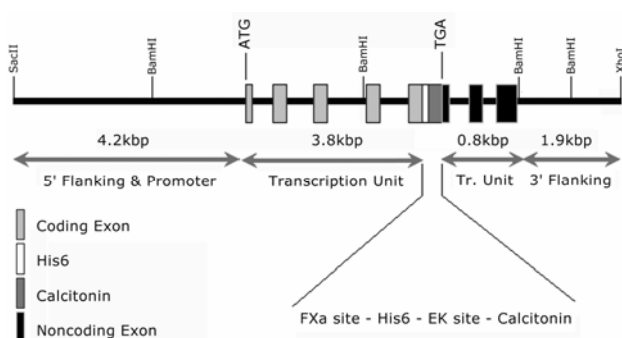 SacII
BamHI
ATG
BamHI
TGA
BamHI
BamHI
XhoI
4.2kbp
3.8kbp
0.8kbp
1.9kbp
5' Flanking & Promoter
Transcription Unit
Tr. Unit
3' Flanking
Coding Exon
His6
Calcitonin
Noncoding Exon
FXa site - His6 - EK site - Calcitonin